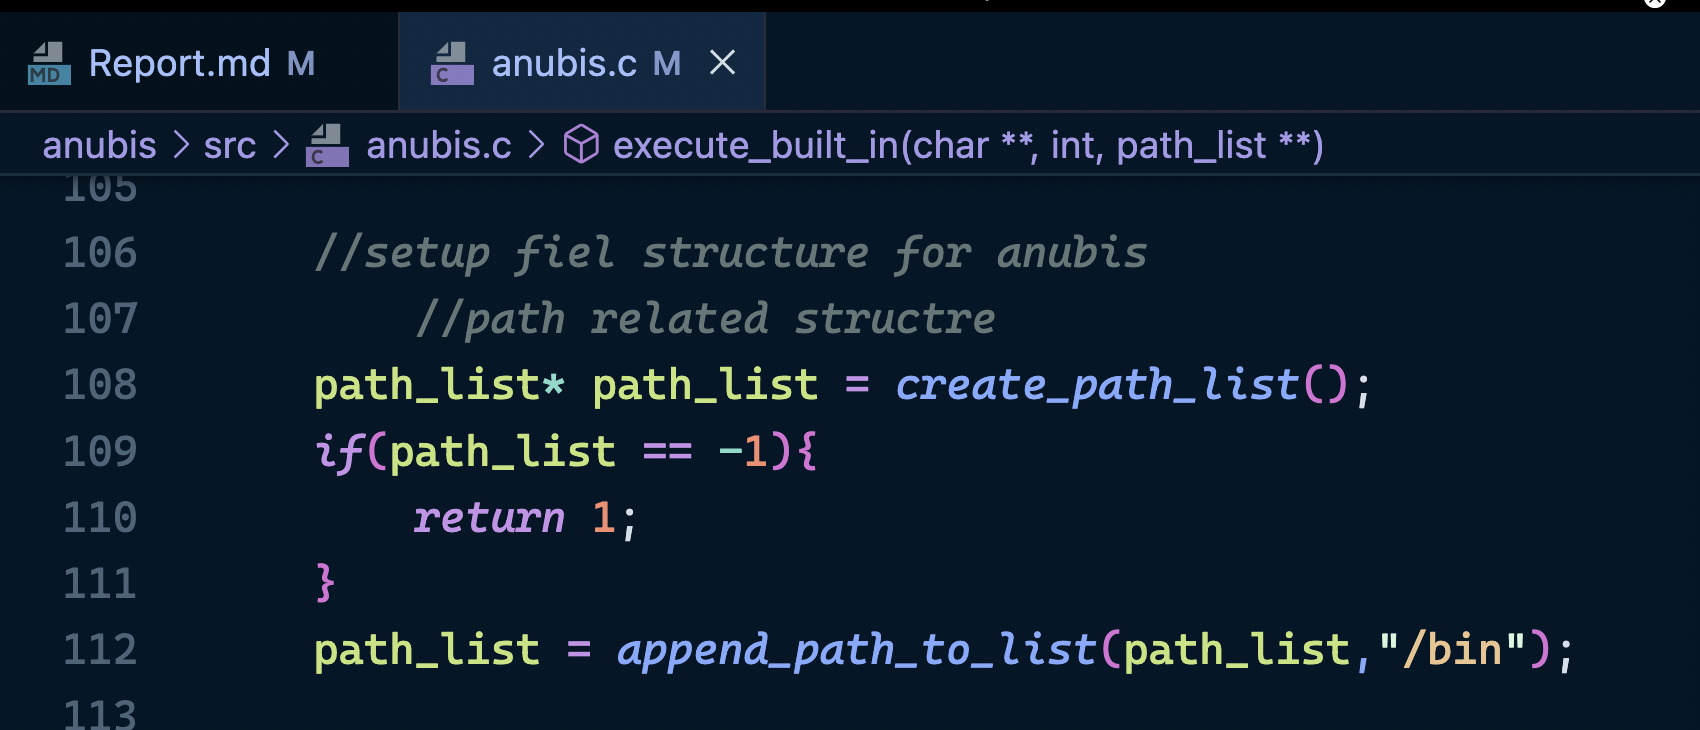 Report.md M
anubis.c M
anubis > src > anubis.c > execute_built_in(char **, int, path_list **)
105
106 //setup fiel structure for anubis
107 //path related structre
108 path_list* path_list = create_path_list();
109 if(path_list == -1){
110 return 1;
111 }
112 path_list = append_path_to_list(path_list,"/bin");
113